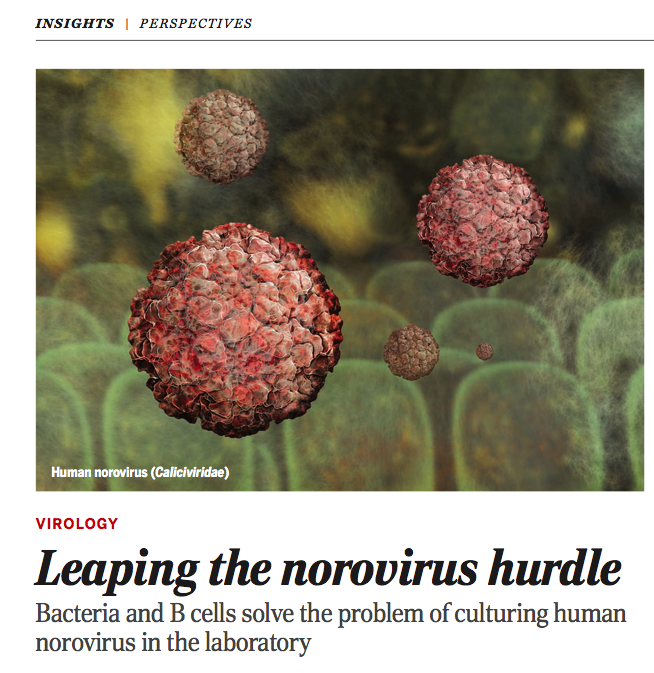 INSIGHTS | PERSPECTIVES
Human norovirus (Caliciviridae)
VIROLOGY
Leaping the norovirus hurdle
Bacteria and B cells solve the problem of culturing human
norovirus in the laboratory